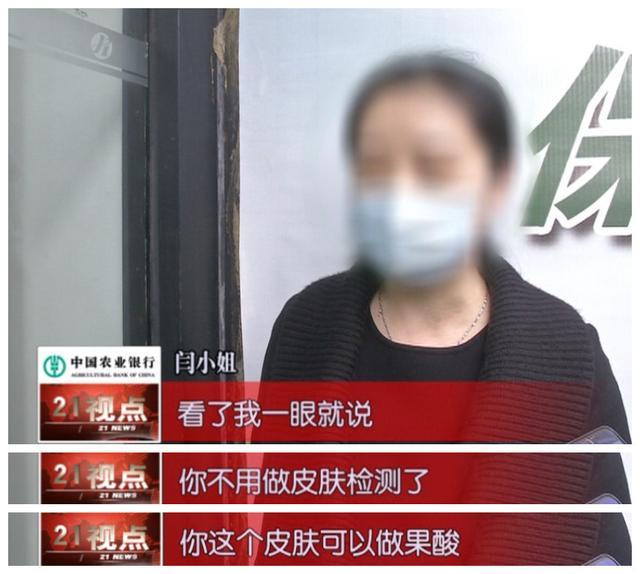 保
中国农业银行
AGRICULTURAL BANK OF CHINA
闫小姐
21视点
21 NEWS
看了我一眼就说
21视点
21 NEWS
你不用做皮肤检测了
21视点
21 NEWS
你这个皮肤可以做果酸